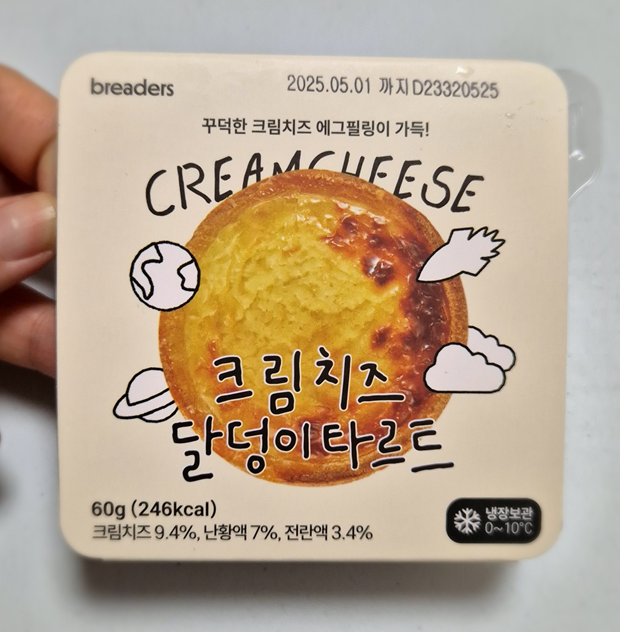 breaders
2025.05.01 까지 D23320525
꾸덕한 크림치즈 에그필링이 가득!
CREAMCHEESE
크림치즈
달덩이타르트
60g (246kcal)
크림치즈 9.4%, 난황액 7%, 전란액 3.4%
냉장보관
0~10°C